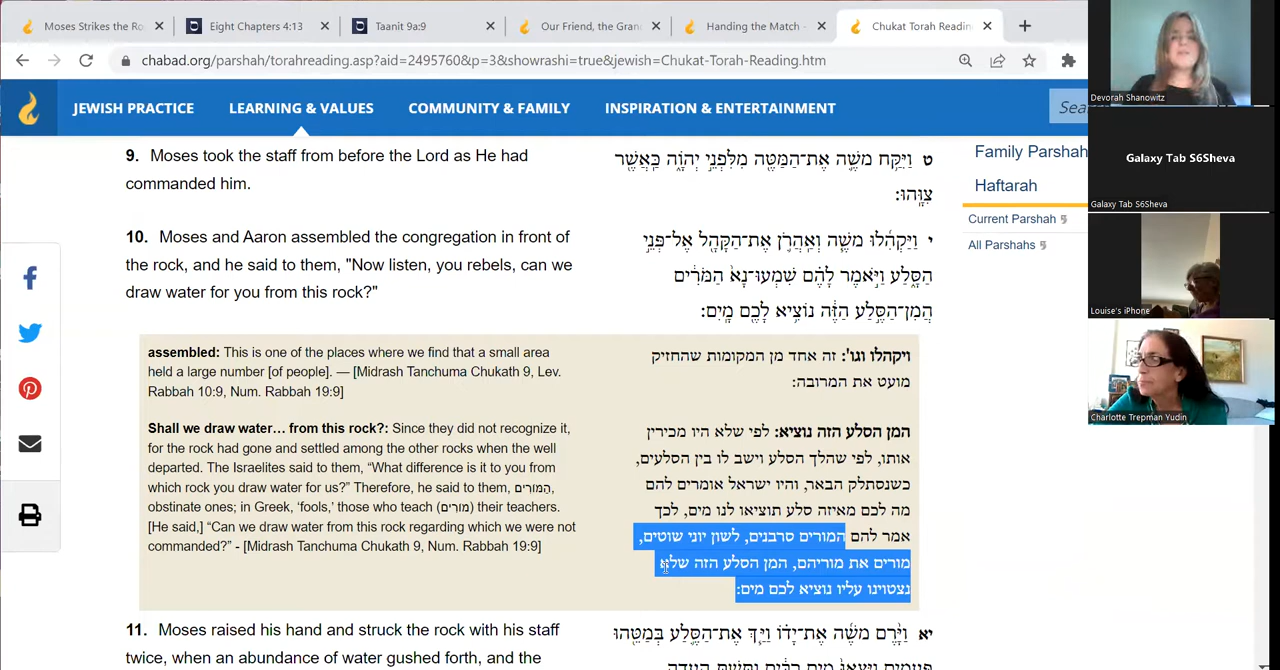 Moses Strikes the Ro
Eight Chapters 4:13
Taanit 9a:9
Our Friend, the Gran
Handing the Match -
Chukat Torah Readin
chabad.org/parshah/torahreading.asp?aid=2495760&p=3&showrashi=true&jewish=Chukat-Torah-Reading.htm
JEWISH PRACTICE
LEARNING & VALUES
COMMUNITY & FAMILY
INSPIRATION & ENTERTAINMENT
Sea
9. Moses took the staff from before the Lord as He had
commanded him.
ט וַיִּקַּ֥ח משֶׁ֛ה אֶת־הַמַּטֶּ֖ה מִלִּפְנֵ֣י יְהֹוָ֑ה כַּֽאֲשֶׁ֖ר
צִוָּֽהוּ:
10. Moses and Aaron assembled the congregation in front of
the rock, and he said to them, "Now listen, you rebels, can we
draw water for you from this rock?"
י וַיַּקְהִ֜לוּ משֶׁ֧ה וְאַֽהֲרֹ֛ן אֶת־הַקָּהָ֖ל אֶל־פְּנֵ֣י
הַסָּ֑לַע וַיֹּ֣אמֶר לָהֶ֗ם שִׁמְעוּ־נָא֙ הַמֹּרִ֔ים
הֲמִן־הַסֶּ֣לַע הַזֶּ֔ה נוֹצִ֥יא לָכֶ֖ם מָֽיִם:
assembled: This is one of the places where we find that a small area
held a large number [of people]. — [Midrash Tanchuma Chukath 9, Lev.
Rabbah 10:9, Num. Rabbah 19:9]
ויקהלו וגו': זה אחד מן המקומות שהחזיק
מועט את המרובה:
Shall we draw water… from this rock?: Since they did not recognize it,
for the rock had gone and settled among the other rocks when the well
departed. The Israelites said to them, “What difference is it to you from
which rock you draw water for us?” Therefore, he said to them, הַמּוֹרִים,
obstinate ones; in Greek, ‘fools,’ those who teach (מוֹרִים) their teachers.
[He said,] “Can we draw water from this rock regarding which we were not
commanded?” - [Midrash Tanchuma Chukath 9, Num. Rabbah 19:9]
המן הסלע הזה נוציא: לפי שלא היו מכירין
אותו, לפי שהלך הסלע וישב לו בין הסלעים,
כשנסתלק הבאר, והיו ישראל אומרים להם
מה לכם מאיזה סלע תוציאו לנו מים, לכך
אמר להם המורים סרבנים, לשון יוני שוטים,
מורים את מוריהם, המן הסלע הזה שלא
נצטוינו עליו נוציא לכם מים:
11. Moses raised his hand and struck the rock with his staff
twice, when an abundance of water gushed forth, and the
יא וַיָּ֨רֶם משֶׁ֜ה אֶת־יָד֗וֹ וַיַּ֧ךְ אֶת־הַסֶּ֛לַע בְּמַטֵּ֖הוּ
פַּֽעֲמָ֑יִם וַיֵּֽצְאוּ֙ מַ֣יִם רַבִּ֔ים וַתֵּ֥שְׁתְּ הָֽעֵדָ֖ה
Family Parshah
Haftarah
Current Parshah
All Parshahs
Devorah Shanowitz
Galaxy Tab S6Sheva
Galaxy Tab S6Sheva
Louise's iPhone
Charlotte Trepman Yudin